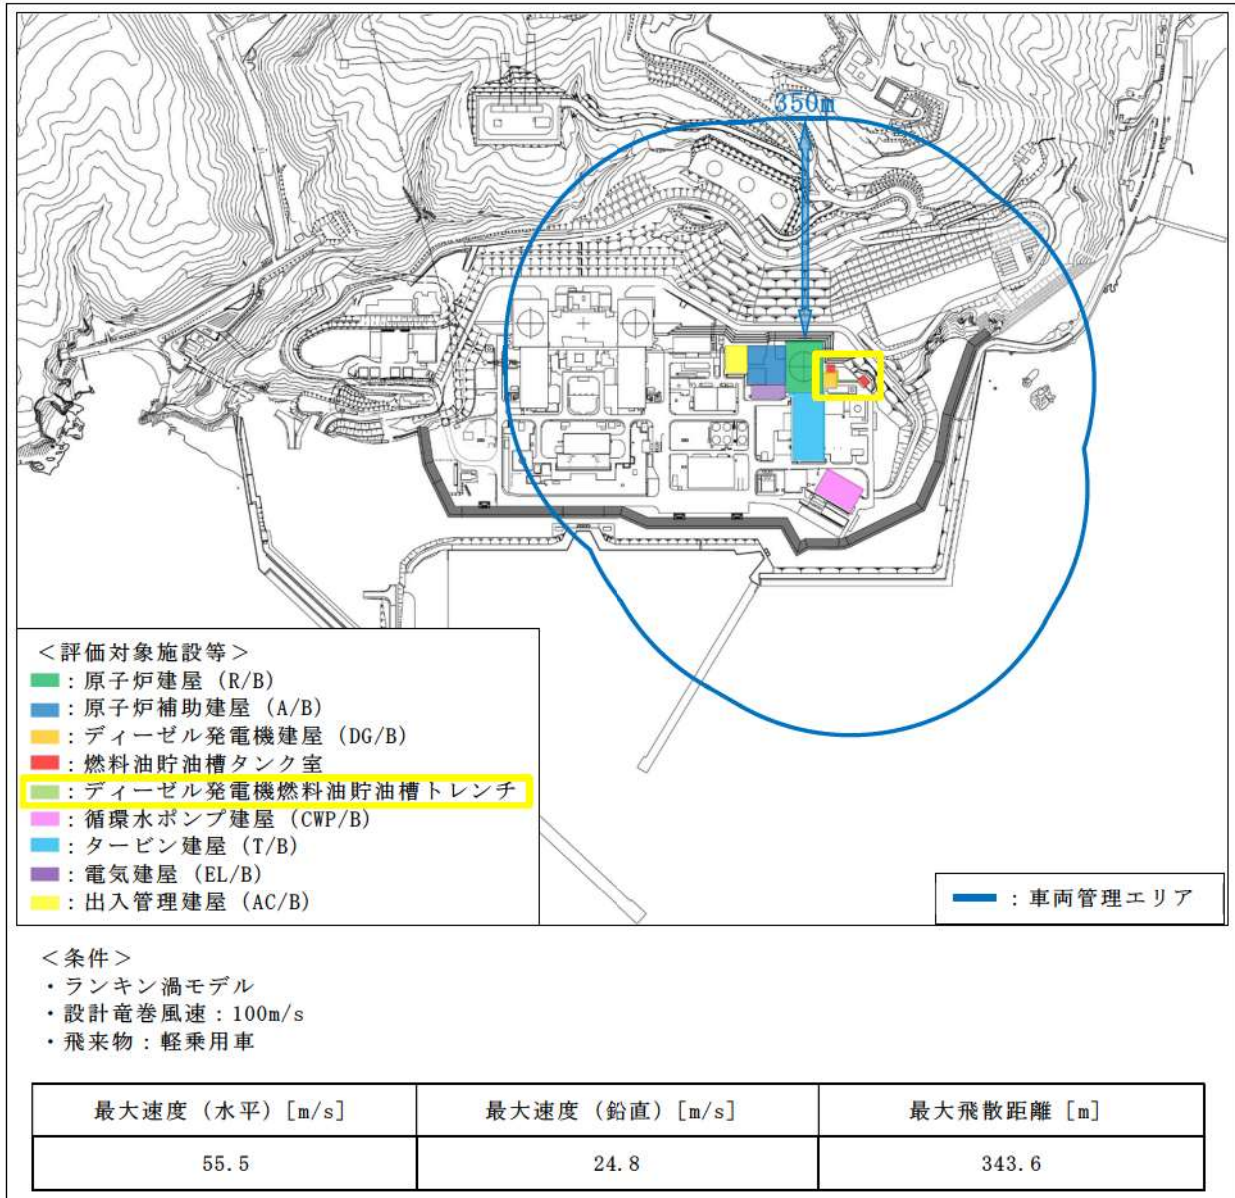 350m
＜評価対象施設等＞
：原子炉建屋 (R/B)
：原子炉補助建屋 (A/B)
：ディーゼル発電機建屋 (DG/B)
：燃料油貯油槽タンク室
：ディーゼル発電機燃料油貯油槽トレンチ
：循環水ポンプ建屋 (CWP/B)
：タービン建屋 (T/B)
：電気建屋 (EL/B)
：出入管理建屋 (AC/B)
：車両管理エリア
＜条件＞
・ランキン渦モデル
・設計竜巻風速：100m/s
・飛来物：軽乗用車
最大速度（水平）[m/s] 最大速度（鉛直）[m/s] 最大飛散距離 [m]
55.5 24.8 343.6